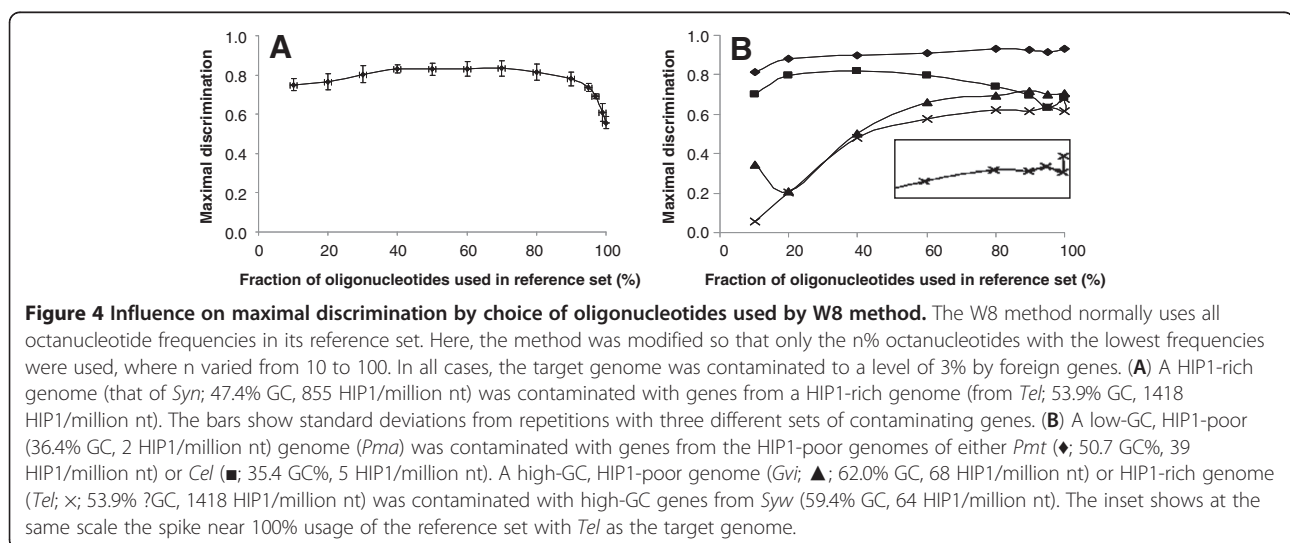 A
B
1.0
0.8
0.6
0.4
0.2
0.0
Maximal discrimination
0 20 40 60 80 100
Fraction of oligonucleotides used in reference set (%)
1.0
0.8
0.6
0.4
0.2
0.0
Maximal discrimination
0 20 40 60 80 100
Fraction of oligonucleotides used in reference set (%)
Figure 4 Influence on maximal discrimination by choice of oligonucleotides used by W8 method. The W8 method normally uses all
octanucleotide frequencies in its reference set. Here, the method was modified so that only the n% octanucleotides with the lowest frequencies
were used, where n varied from 10 to 100. In all cases, the target genome was contaminated to a level of 3% by foreign genes. (A) A HIP1-rich
genome (that of Syn; 47.4% GC, 855 HIP1/million nt) was contaminated with genes from a HIP1-rich genome (from Tel; 53.9% GC, 1418
HIP1/million nt). The bars show standard deviations from repetitions with three different sets of contaminating genes. (B) A low-GC, HIP1-poor
(36.4% GC, 2 HIP1/million nt) genome (Pma) was contaminated with genes from the HIP1-poor genomes of either Pmt (♦; 50.7 GC%, 39
HIP1/million nt) or Cel (■; 35.4 GC%, 5 HIP1/million nt). A high-GC, HIP1-poor genome (Gvi; ▲; 62.0% GC, 68 HIP1/million nt) or HIP1-rich genome
(Tel; ×; 53.9% ?GC, 1418 HIP1/million nt) was contaminated with high-GC genes from Syw (59.4% GC, 64 HIP1/million nt). The inset shows at the
same scale the spike near 100% usage of the reference set with Tel as the target genome.